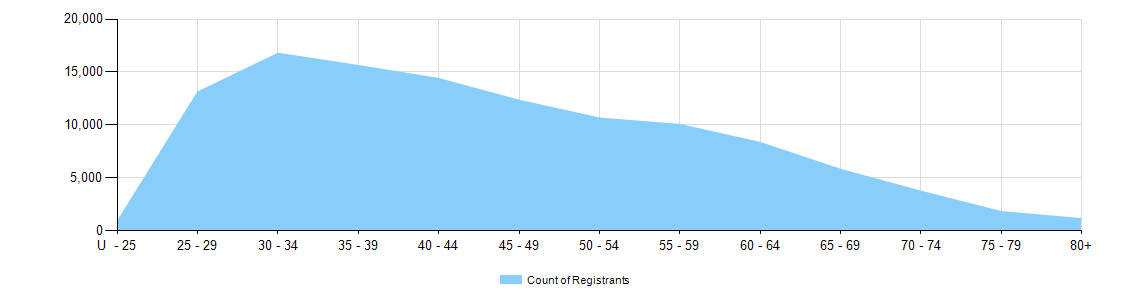 20,000
15,000
10,000
5,000
0
U - 25 25 - 29 30 - 34 35 - 39 40 - 44 45 - 49 50 - 54 55 - 59 60 - 64 65 - 69 70 - 74 75 - 79 80+
Count of Registrants